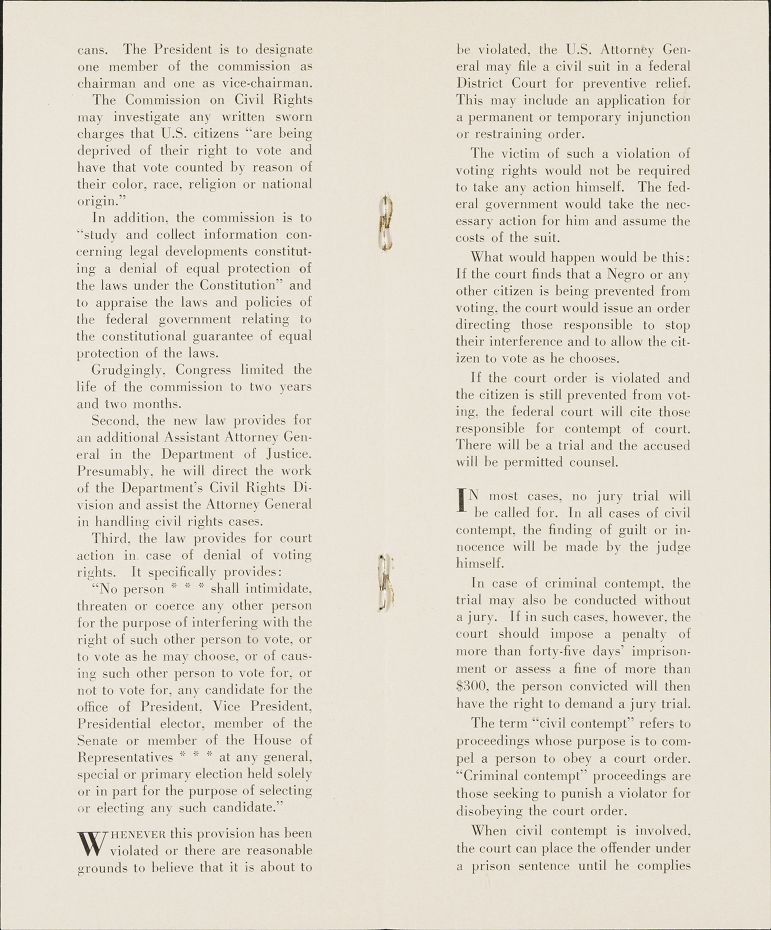 cans. The President is to designate
one member of the commission as
chairman and one as vice-chairman.
The Commission on Civil Rights
may investigate any written sworn
charges that U.S. citizens “are being
deprived of their right to vote and
have that vote counted by reason of
their color, race, religion or national
origin.”
In addition, the commission is to
“study and collect information con-
cerning legal developments constitut-
ing a denial of equal protection of
the laws under the Constitution” and
to appraise the laws and policies of
the federal government relating to
the constitutional guarantee of equal
protection of the laws.
Grudgingly, Congress limited the
life of the commission to two years
and two months.
Second, the new law provides for
an additional Assistant Attorney Gen-
eral in the Department of Justice.
Presumably, he will direct the work
of the Department’s Civil Rights Di-
vision and assist the Attorney General
in handling civil rights cases.
Third, the law provides for court
action in case of denial of voting
rights. It specifically provides:
“No person * * * shall intimidate,
threaten or coerce any other person
for the purpose of interfering with the
right of such other person to vote, or
to vote as he may choose, or of caus-
ing such other person to vote for, or
not to vote for, any candidate for the
office of President, Vice President,
Presidential elector, member of the
Senate or member of the House of
Representatives * * * at any general,
special or primary election held solely
or in part for the purpose of selecting
or electing any such candidate.”
WHENEVER this provision has been
violated or there are reasonable
grounds to believe that it is about to
be violated, the U.S. Attorney Gen-
eral may file a civil suit in a federal
District Court for preventive relief.
This may include an application for
a permanent or temporary injunction
or restraining order.
The victim of such a violation of
voting rights would not be required
to take any action himself. The fed-
eral government would take the nec-
essary action for him and assume the
costs of the suit.
What would happen would be this:
If the court finds that a Negro or any
other citizen is being prevented from
voting, the court would issue an order
directing those responsible to stop
their interference and to allow the cit-
izen to vote as he chooses.
If the court order is violated and
the citizen is still prevented from vot-
ing, the federal court will cite those
responsible for contempt of court.
There will be a trial and the accused
will be permitted counsel.
IN most cases, no jury trial will
be called for. In all cases of civil
contempt, the finding of guilt or in-
nocence will be made by the judge
himself.
In case of criminal contempt, the
trial may also be conducted without
a jury. If in such cases, however, the
court should impose a penalty of
more than forty-five days’ imprison-
ment or assess a fine of more than
$300, the person convicted will then
have the right to demand a jury trial.
The term “civil contempt” refers to
proceedings whose purpose is to com-
pel a person to obey a court order.
“Criminal contempt” proceedings are
those seeking to punish a violator for
disobeying the court order.
When civil contempt is involved,
the court can place the offender under
a prison sentence until he complies